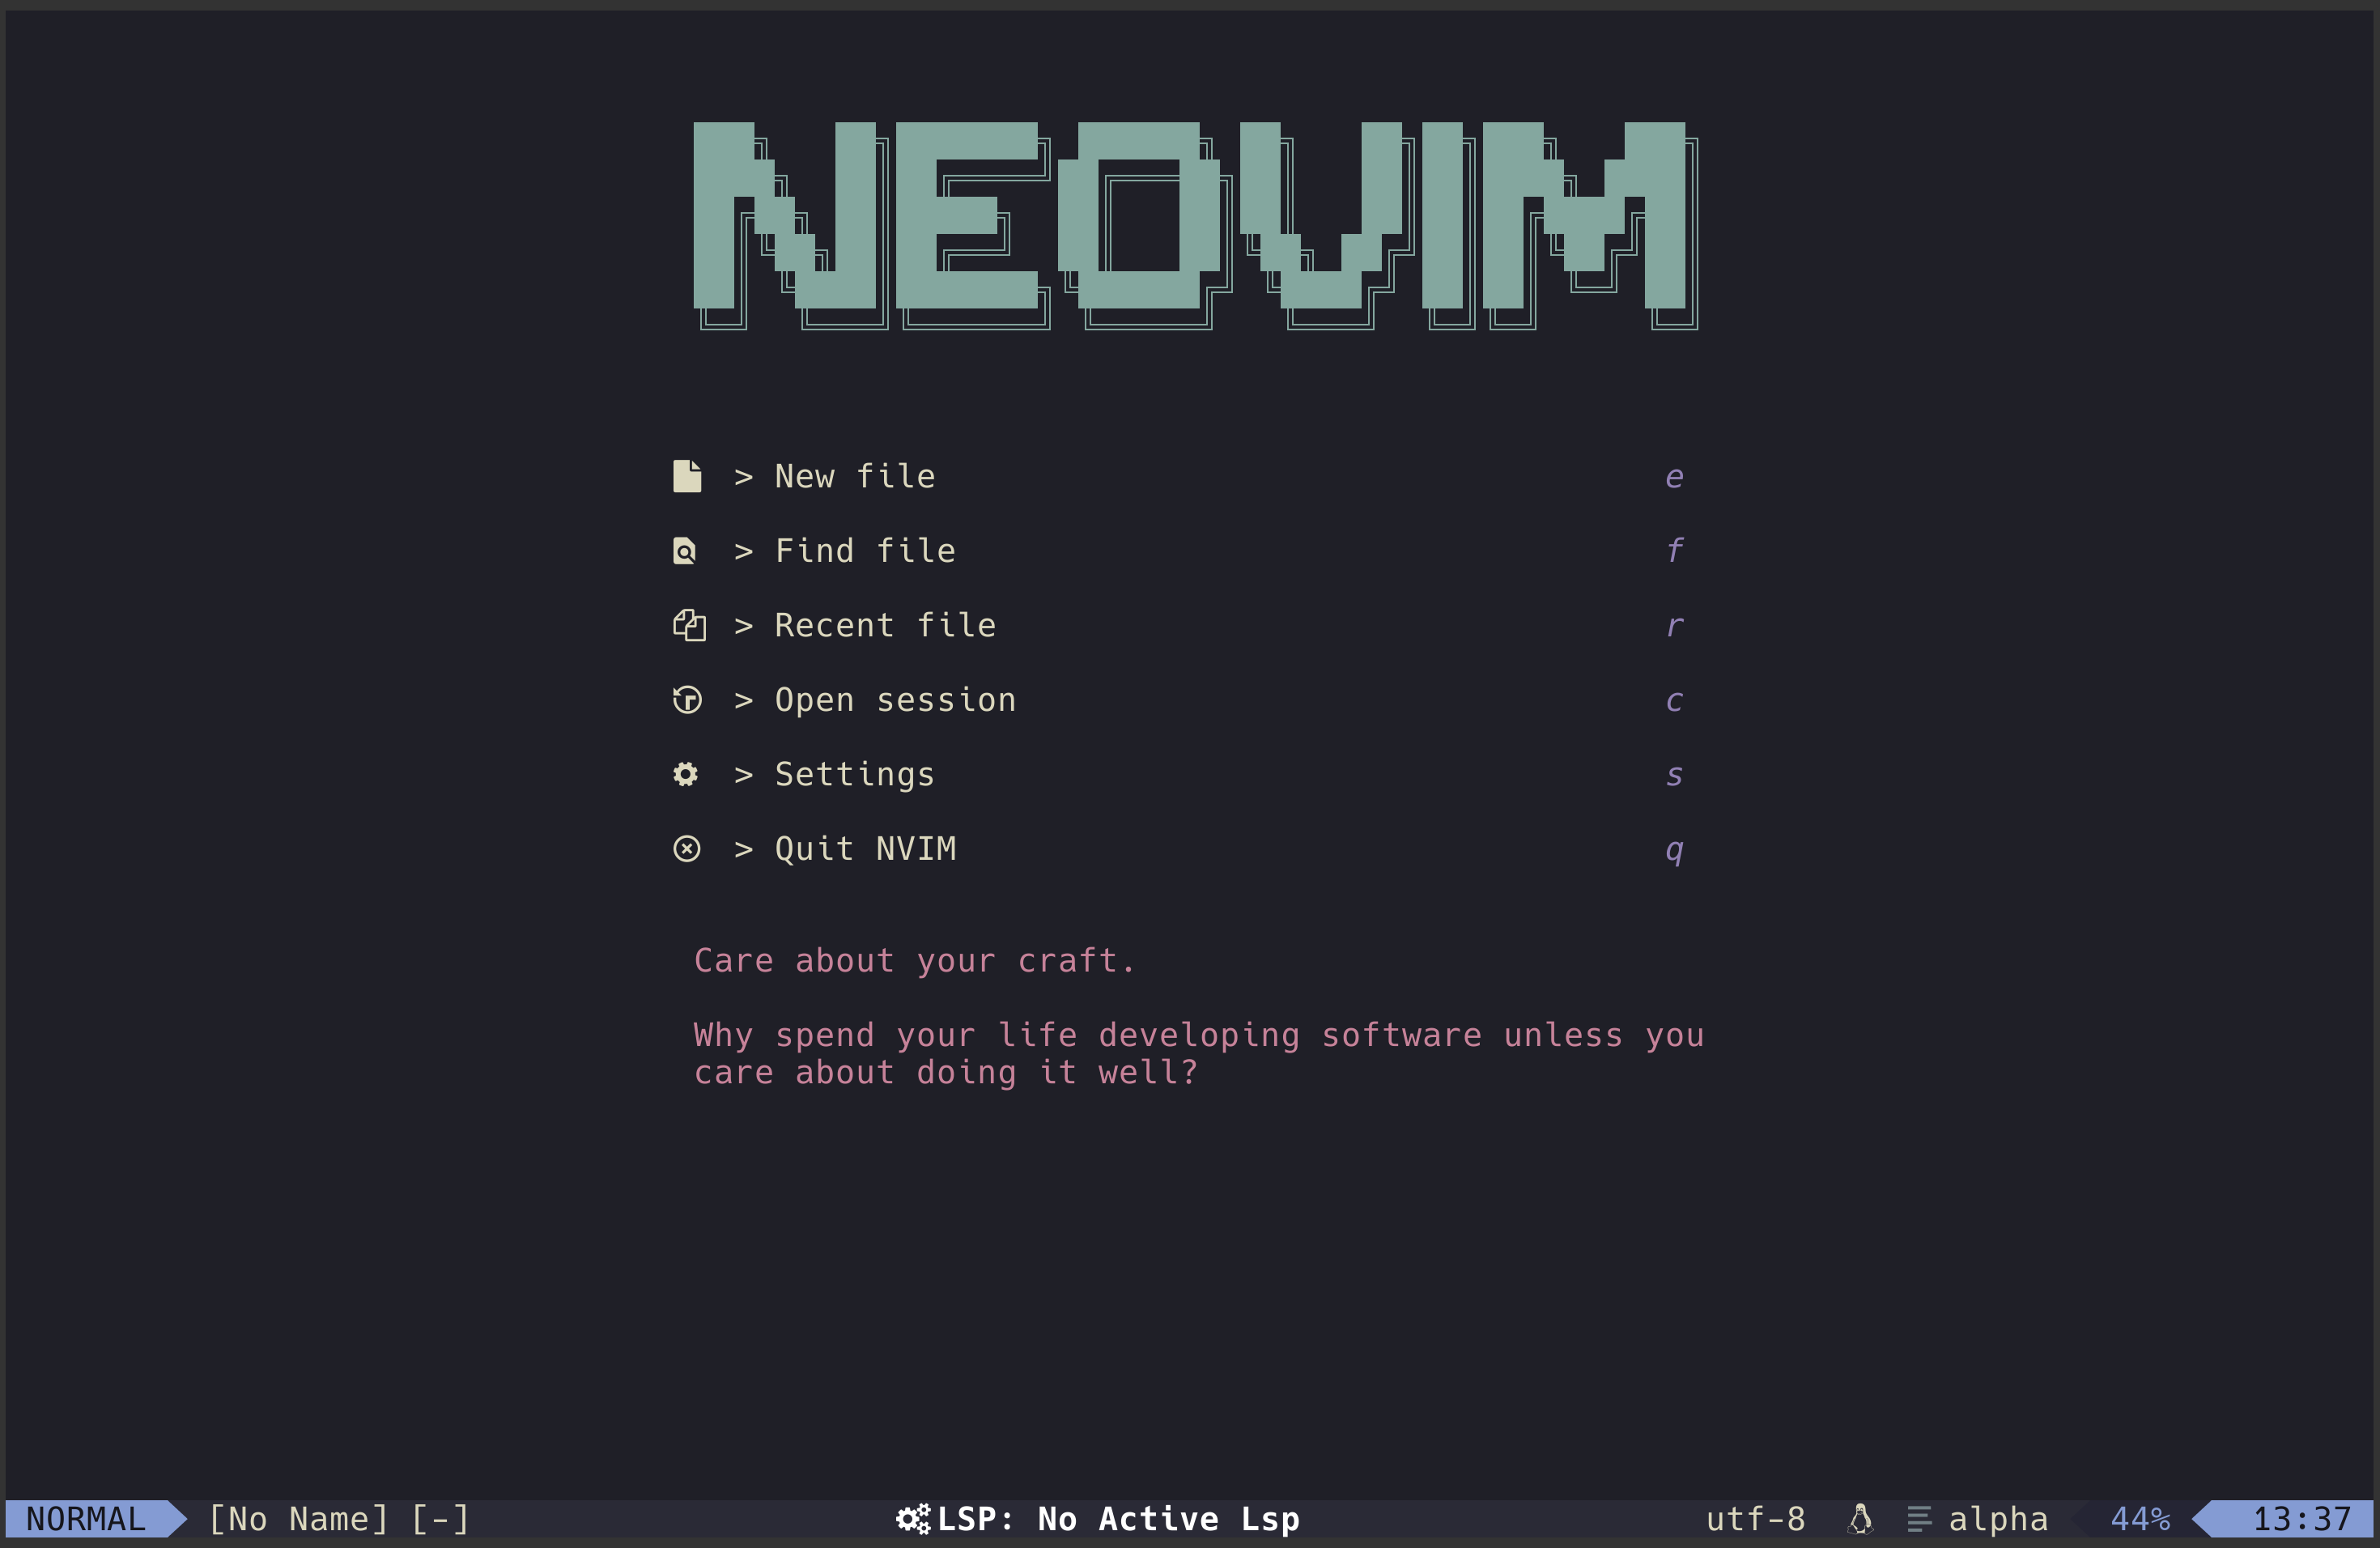 NEOVIM
> New file e
> Find file f
> Recent file r
> Open session c
> Settings s
> Quit NVIM q
Care about your craft.
Why spend your life developing software unless you
care about doing it well?
NORMAL [No Name] [-] LSP: No Active Lsp utf-8 alpha 44% 13:37